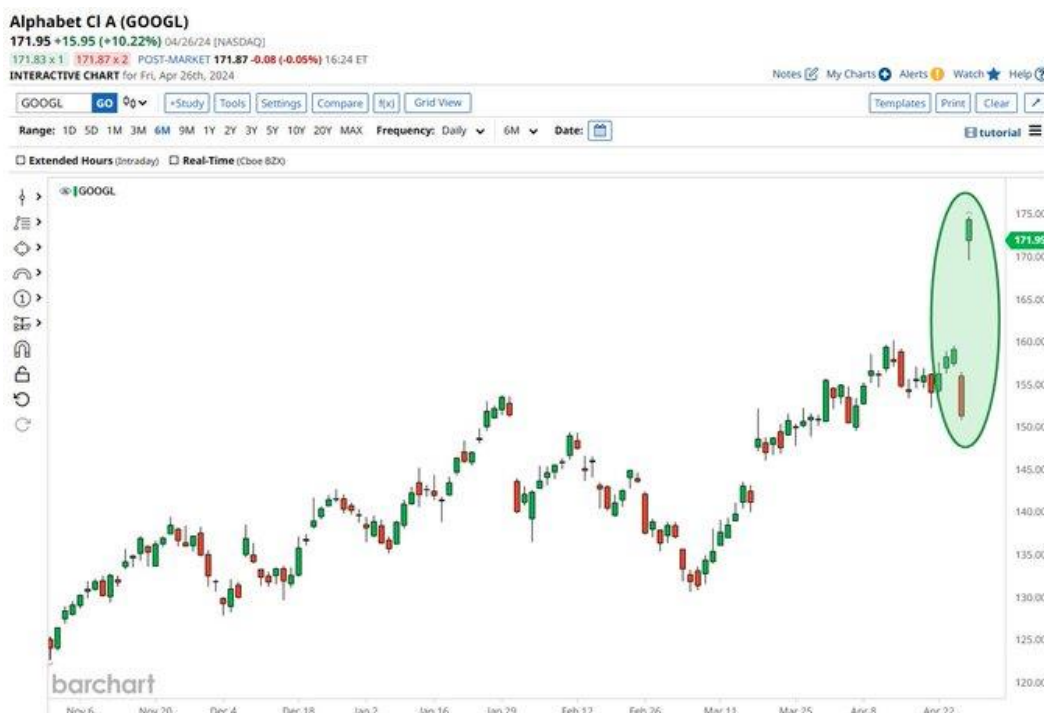 Alphabet Cl A (GOOGL)
171.95 +15.95 (+10.22%) 04/26/24 [NASDAQ]
171.83 x 1 171.87 x 2 POST-MARKET 171.87 -0.08 (-0.05%) 16:24 ET
INTERACTIVE CHART for Fri, Apr 26th, 2024
Notes My Charts Alerts Watch Help
GOOGL GO +Study Tools Settings Compare f(x) Grid View Templates Print Clear
Range: 1D 5D 1M 3M 6M 9M 1Y 2Y 3Y 5Y 10Y 20Y MAX Frequency: Daily 6M Date: tutorial
Extended Hours (Intraday) Real-Time (Cboe BZX)
GOOGL
175.00
171.95
170.00
165.00
160.00
155.00
150.00
145.00
140.00
135.00
130.00
125.00
120.00
barchart
Nov 6 Nov 20 Dec 4 Dec 18 Jan 2 Jan 16 Jan 29 Feb 12 Feb 26 Mar 11 Mar 25 Apr 8 Apr 22